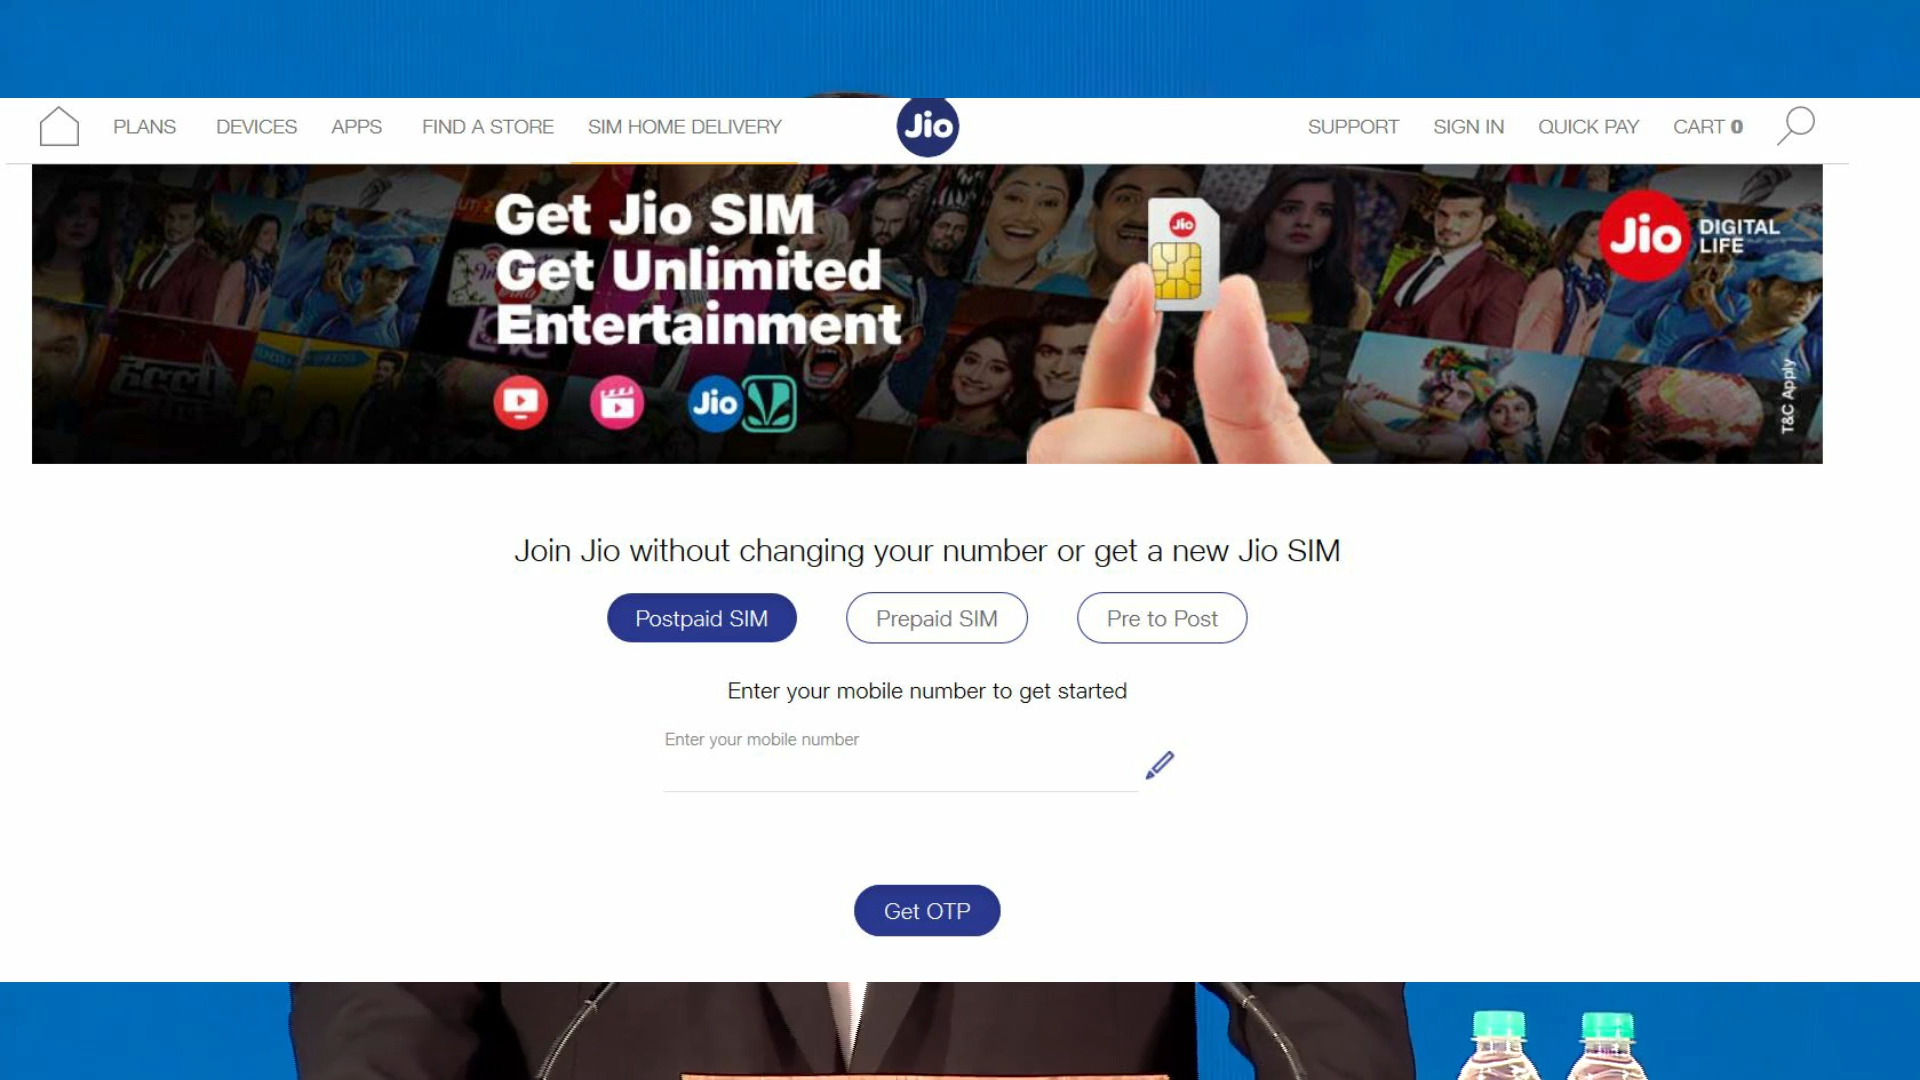 PLANS DEVICES APPS FIND A STORE SIM HOME DELIVERY Jio SUPPORT SIGN IN QUICK PAY CART 0
Get Jio SIM
Get Unlimited
Entertainment
Jio
Jio
Jio DIGITAL
LIFE
T&C Apply
Join Jio without changing your number or get a new Jio SIM
Postpaid SIM Prepaid SIM Pre to Post
Enter your mobile number to get started
Enter your mobile number
Get OTP